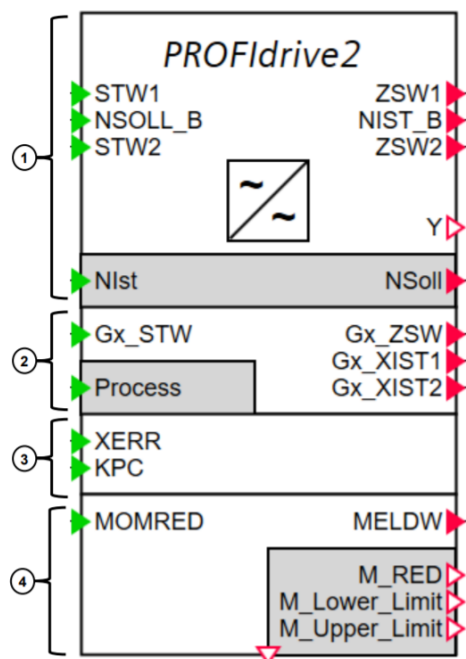 PROFIdrive2
STW1 ZSW1
NSOLL_B NIST_B
STW2 ZSW2
1
~
~
Y
NIst NSoll
Gx_STW Gx_ZSW
2
Gx_XIST1
Process Gx_XIST2
XERR
3
KPC
MOMRED MELDW
4
M_RED
M_Lower_Limit
M_Upper_Limit